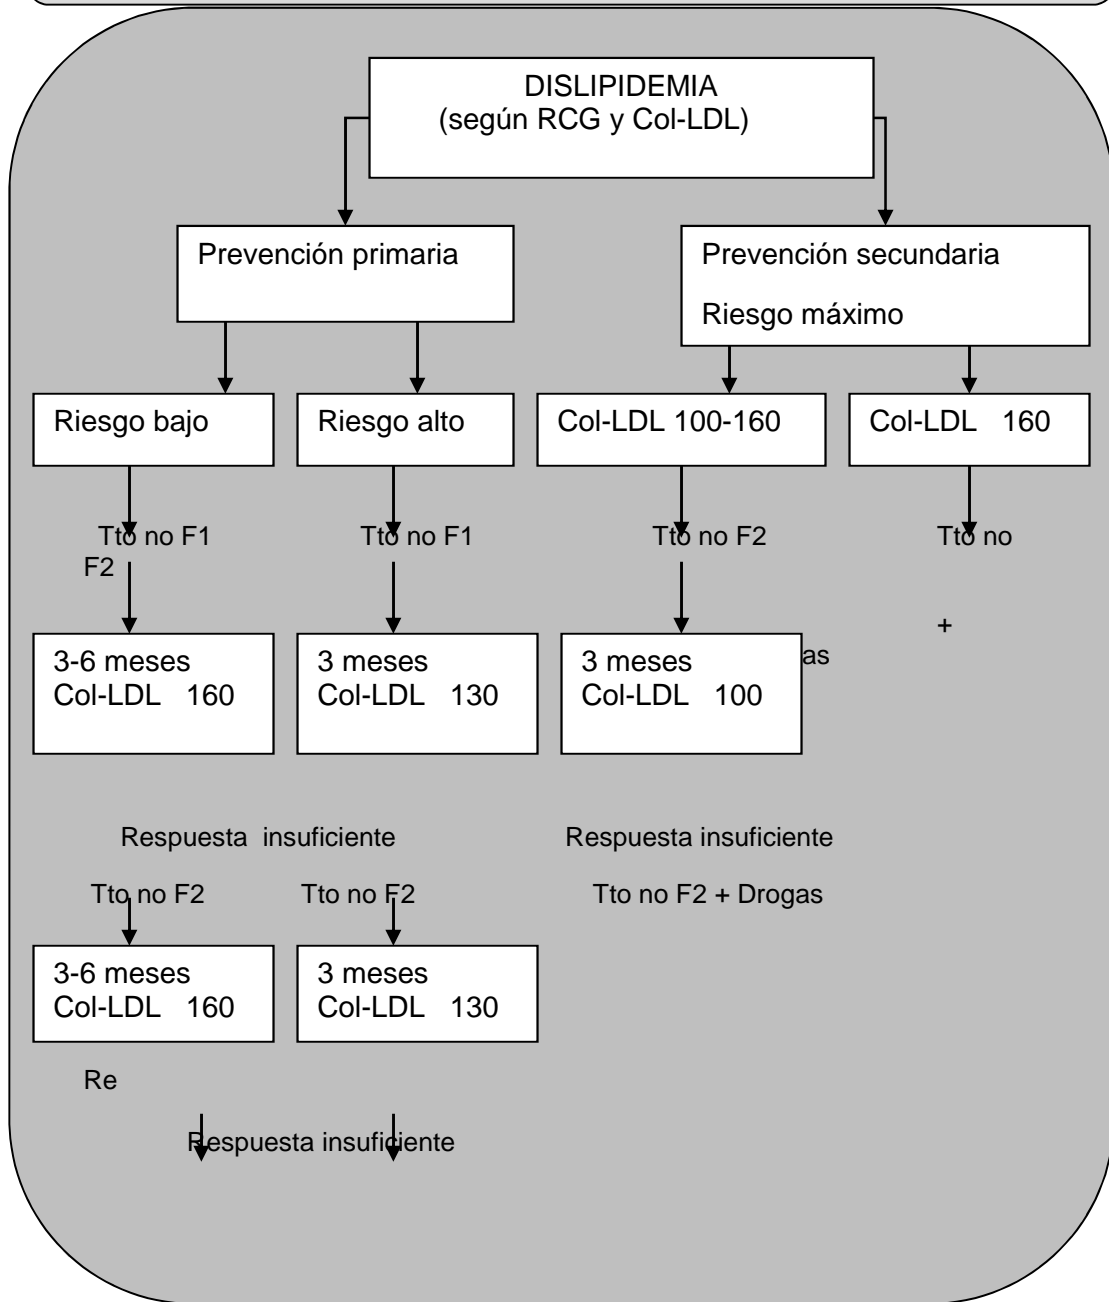 DISLIPIDEMIA
(según RCG y Col-LDL)
Prevención primaria
Prevención secundaria
Riesgo máximo
Riesgo bajo
Riesgo alto
Col-LDL 100-160
Col-LDL 160
Tto no F1
Tto no F1
Tto no F2
Tto no
F2
+
as
3-6 meses
Col-LDL 160
3 meses
Col-LDL 130
3 meses
Col-LDL 100
Respuesta insuficiente
Respuesta insuficiente
Tto no F2
Tto no F2
Tto no F2 + Drogas
3-6 meses
Col-LDL 160
3 meses
Col-LDL 130
Re
Respuesta insuficiente